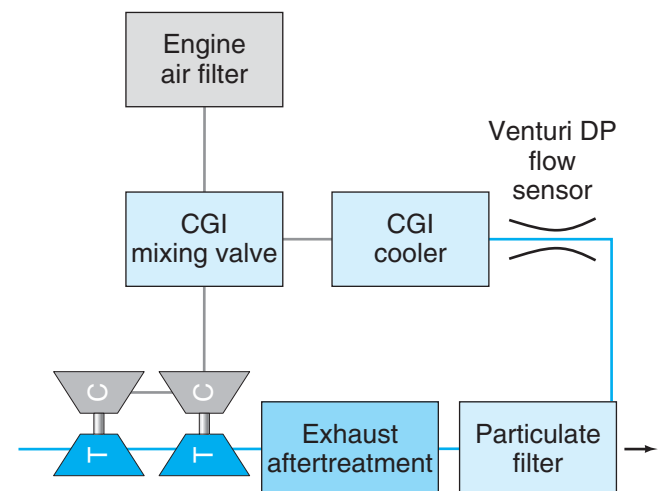 Engine
air filter
Venturi DP
flow
sensor
CGI
mixing valve
CGI
cooler
C
C
T
T
Exhaust
aftertreatment
Particulate
filter